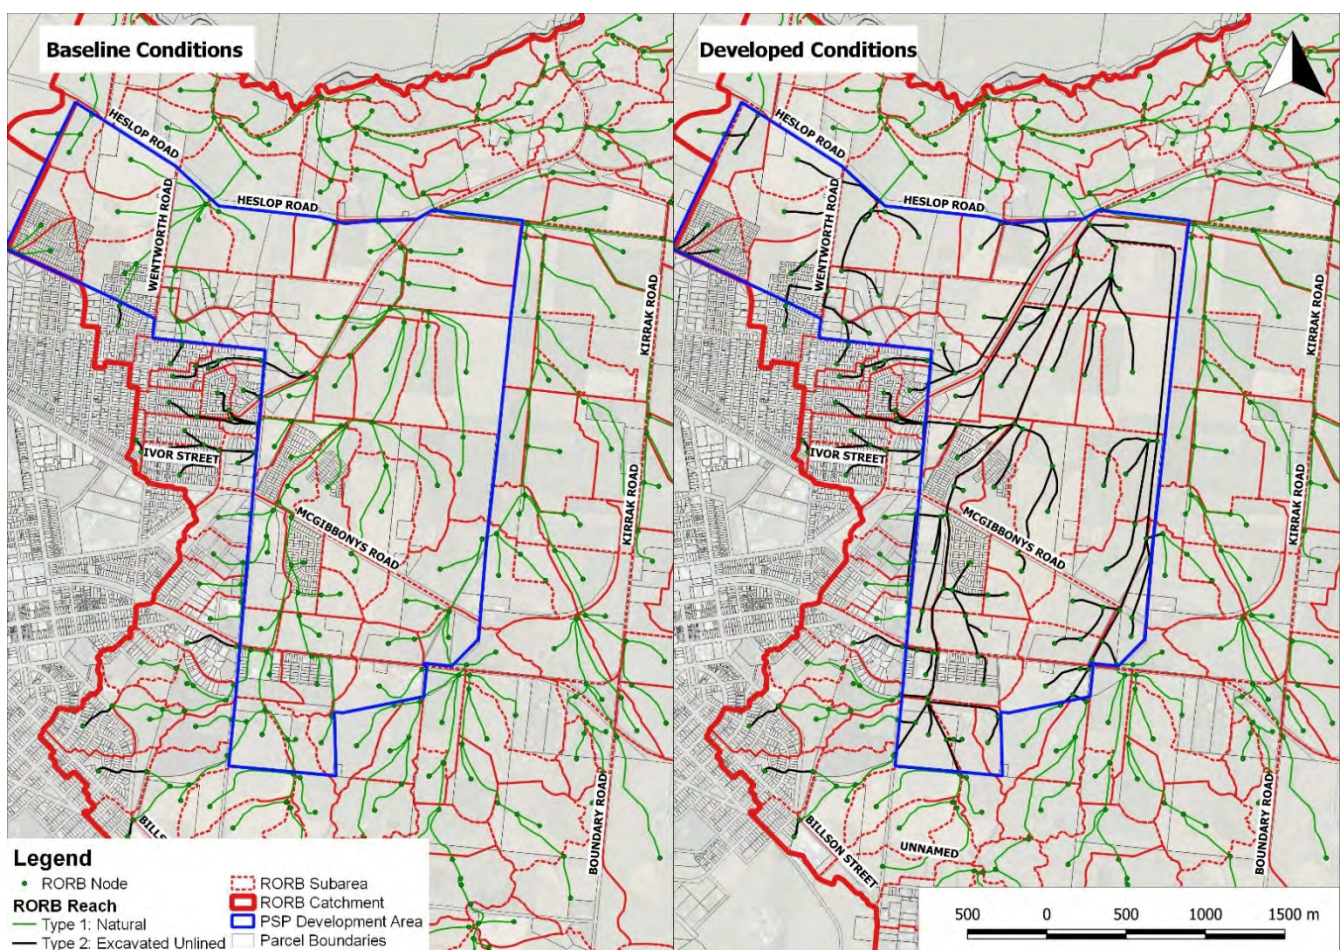 Baseline Conditions
HESLOP ROAD
WENTWORTH ROAD
HESLOP ROAD
KIRRAK ROAD
IVOR STREET
MCGIBBONYS ROAD
KIRRAK ROAD
BOUNDARY ROAD
BILLS
Developed Conditions
HESLOP ROAD
WENTWORTH ROAD
HESLOP ROAD
KIRRAK ROAD
IVOR STREET
MCGIBBONYS ROAD
KIRRAK ROAD
BOUNDARY ROAD
BILLSON STREET
UNNAMED
Legend
RORB Node
RORB Reach
Type 1: Natural
Type 2: Excavated Unlined
RORB Subarea
RORB Catchment
PSP Development Area
Parcel Boundaries
500 0 500 1000 1500 m